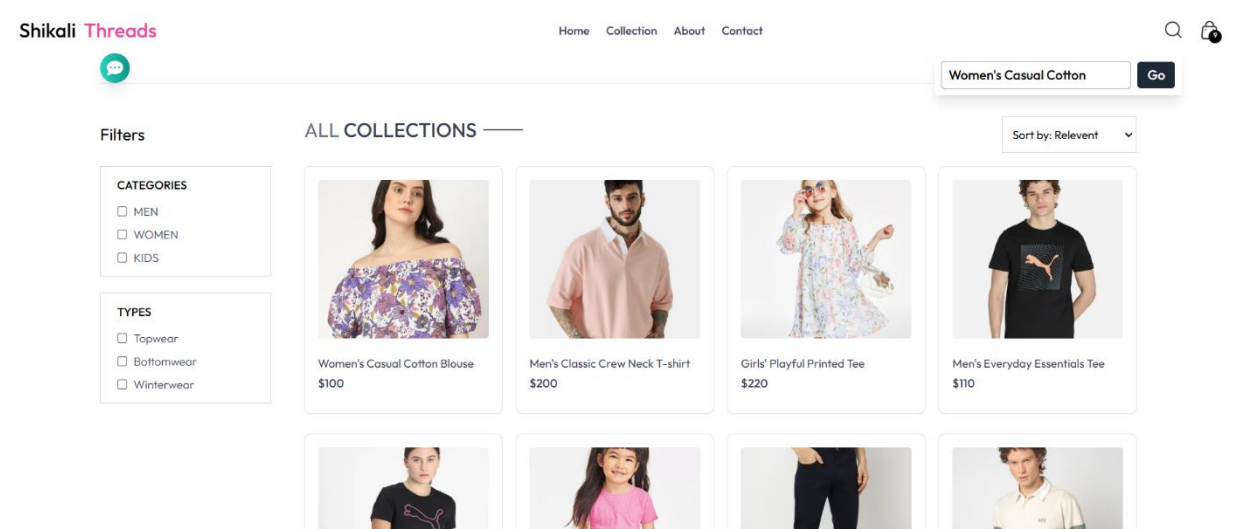 Shikali Threads
Home Collection About Contact
9
Women's Casual Cotton Go
Filters
ALL COLLECTIONS
Sort by: Relevent
CATEGORIES
MEN
WOMEN
KIDS
TYPES
Topwear
Bottomwear
Winterwear
Women's Casual Cotton Blouse
$100
Men's Classic Crew Neck T-shirt
$200
Girls' Playful Printed Tee
$220
Men's Everyday Essentials Tee
$110